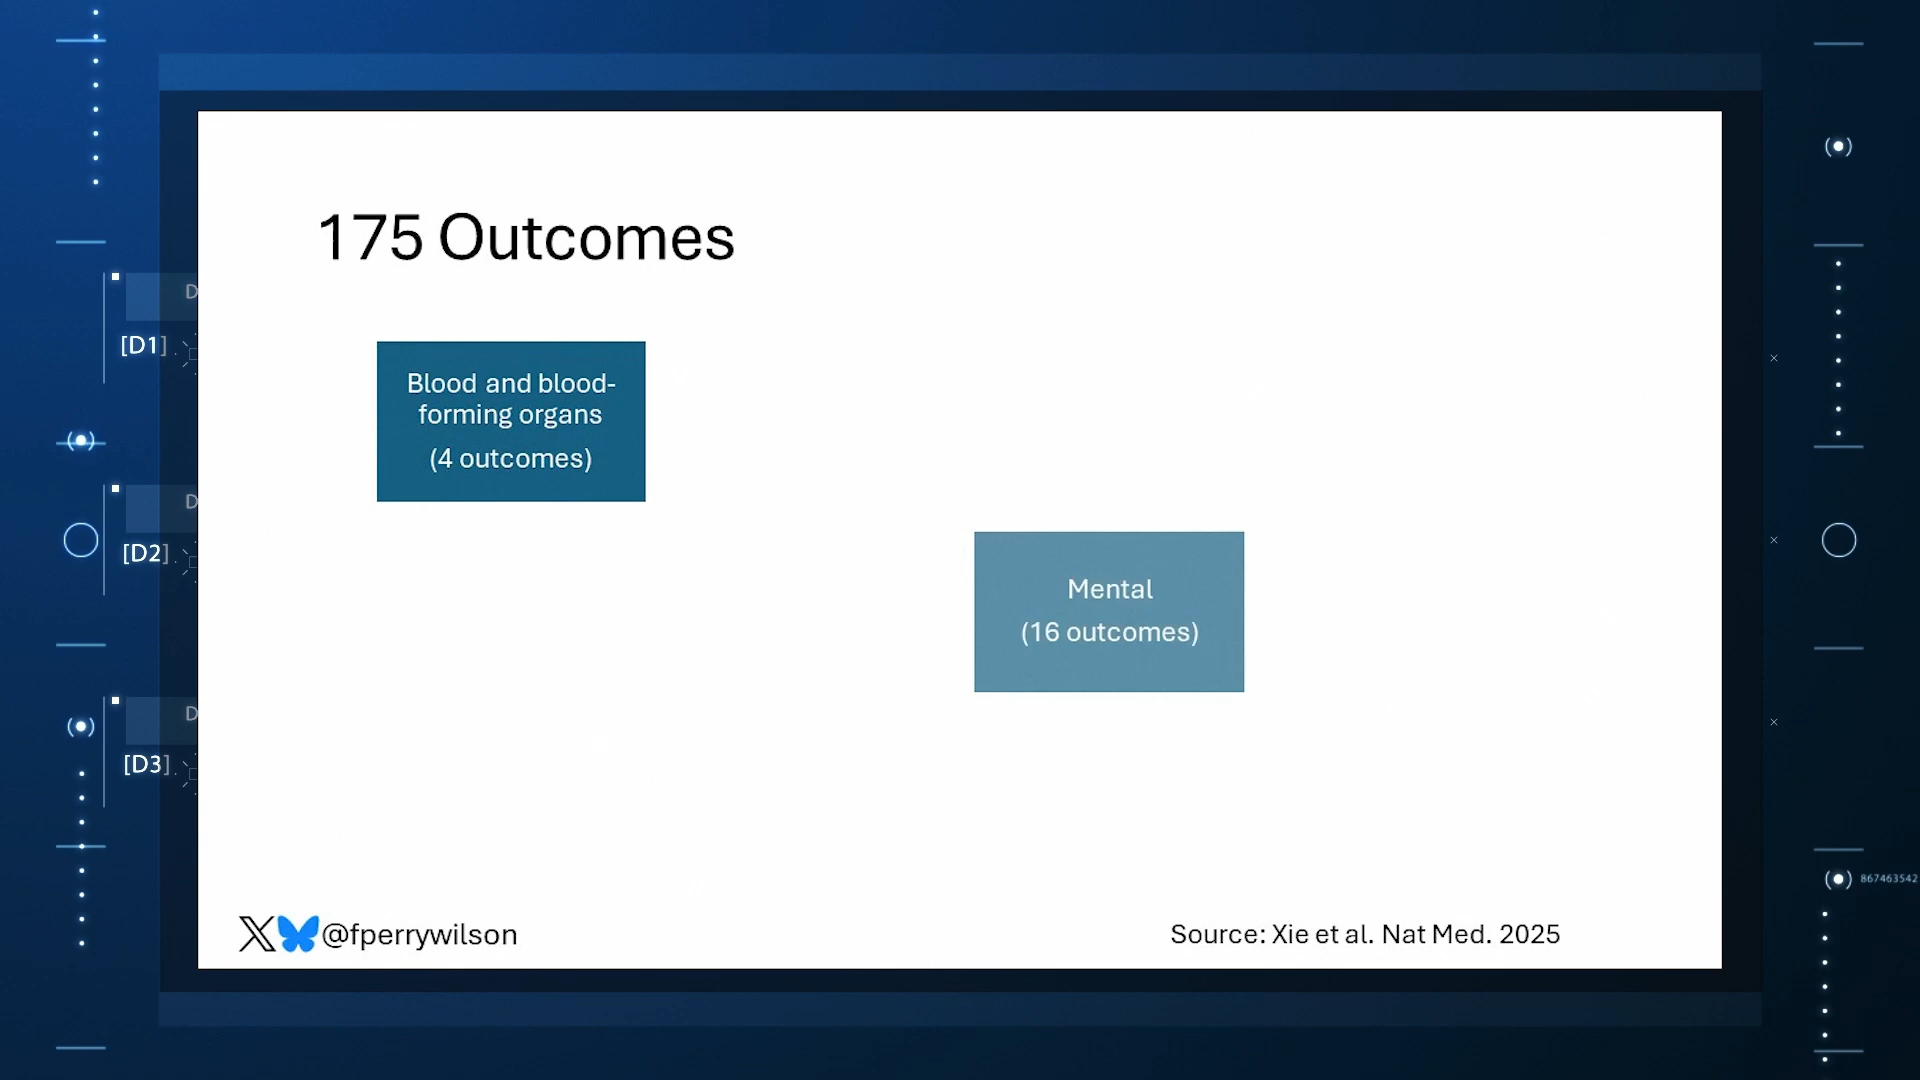 175 Outcomes
Blood and blood-
forming organs
(4 outcomes)
Mental
(16 outcomes)
@fperrywilson
Source: Xie et al. Nat Med. 2025
D
[D1]
D
[D2]
D
[D3]
867463542